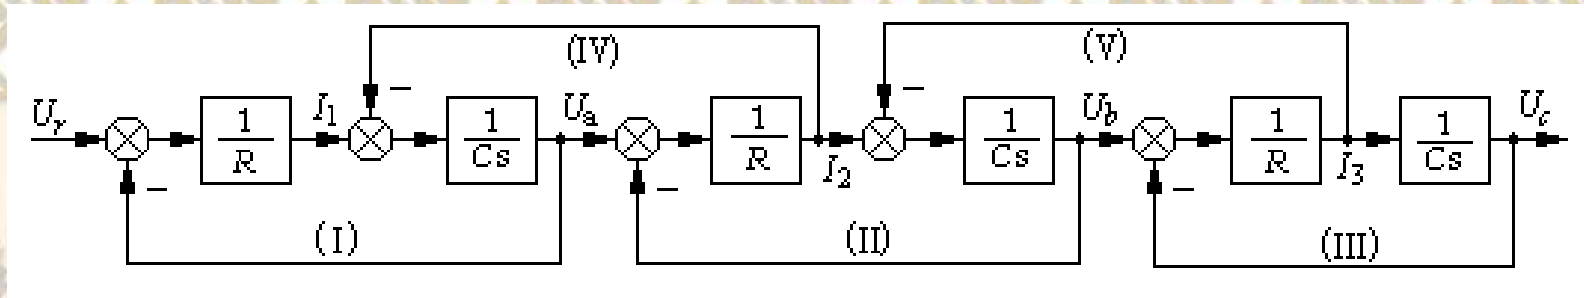 (IV) (V)
U_r − 1/R I_1 − 1/Cs U_a − 1/R I_2 − 1/Cs U_b − 1/R I_3 1/Cs U_c
(I) (II) (III)